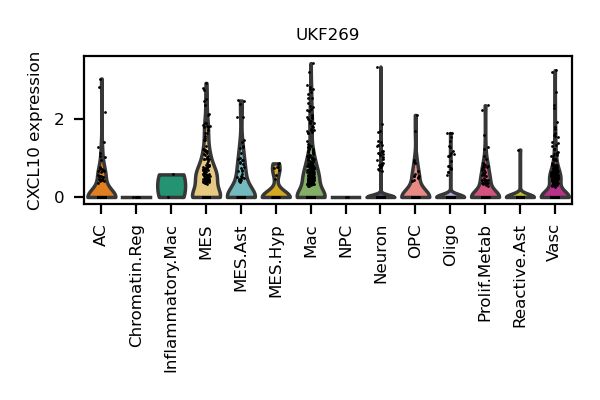 UKF269
CXCL10 expression
2
0
AC
Chromatin.Reg
Inflammatory.Mac
MES
MES.Ast
MES.Hyp
Mac
NPC
Neuron
OPC
Oligo
Prolif.Metab
Reactive.Ast
Vasc